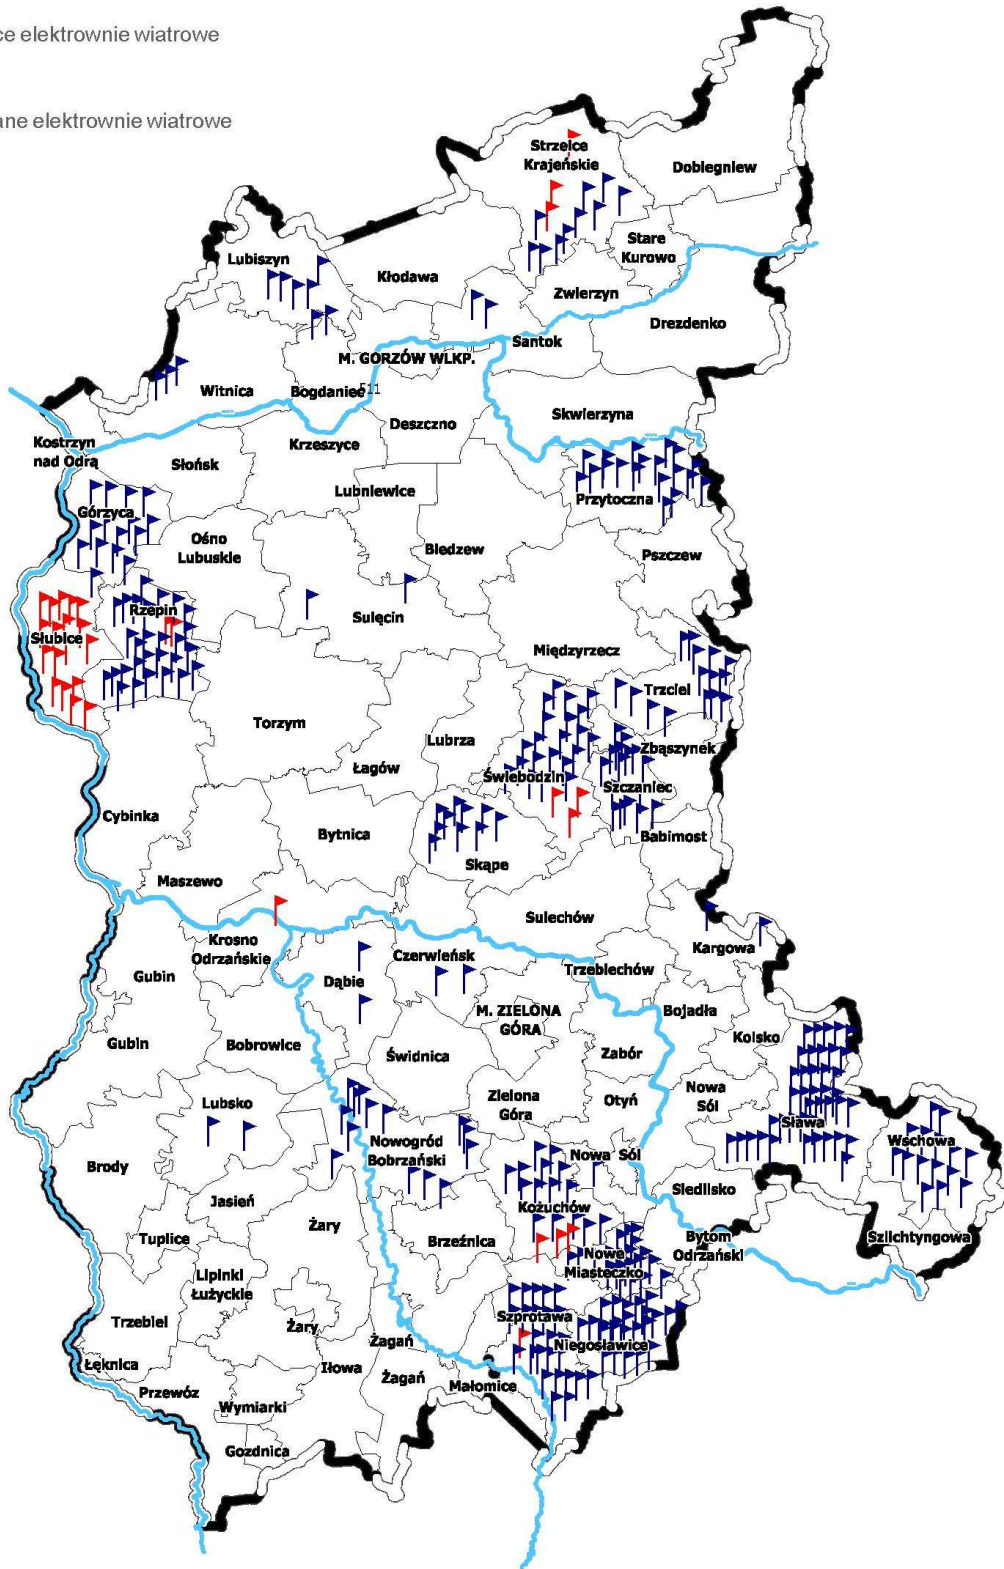 ce elektrownie wiatrowe
ane elektrownie wiatrowe
Strzelce
Krajeńskie
Dobiegniew
Stare
Kurowo
Lubiszyn
Kłodawa
Zwierzyn
Drezdenko
Santok
M. GORZÓW WLKP.
Witnica
Bogdaniec
511
Skwierzyna
Deszczno
Krzeszyce
Kostrzyn
nad Odrą
Słońsk
Lubniewice
Przytoczna
Górzyca
Ośno
Lubuskie
Bledzew
Pszczew
Rzepin
Sulęcin
Słubice
Międzyrzecz
Trzciel
Torzym
Lubrza
Zbąszynek
Łagów
Świebodzin
Szczaniec
Cybinka
Bytnica
Babimost
Skąpe
Maszewo
Sulechów
Krosno
Odrzańskie
Kargowa
Czerwieńsk
Trzebiechów
Gubin
Dąbie
M. ZIELONA
GÓRA
Bojadła
Kolsko
Gubin
Bobrowice
Świdnica
Zabór
Lubsko
Zielona
Góra
Otyń
Nowa
Sól
Sława
Wschowa
Nowogród
Bobrzański
Nowa Sól
Brody
Siedlisko
Jasień
Kożuchów
Tuplice
Żary
Brzeźnica
Bytom
Odrzański
Szlichtyngowa
Nowe
Miasteczko
Lipinki
Łużyckie
Trzebiel
Szprotawa
Żary
Żagań
Niegosławice
Łęknica
Iłowa
Żagań
Małomice
Przewóz
Wymiarki
Gozdnica